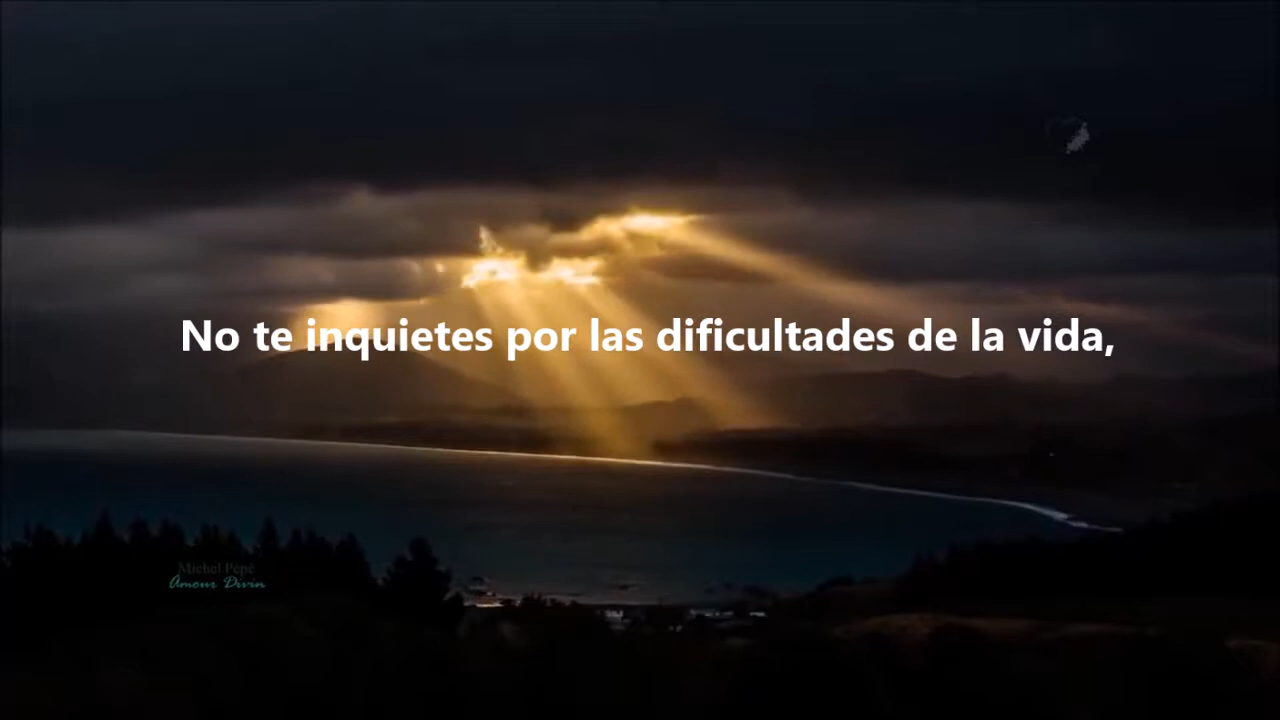 No te inquietes por las dificultades de la vida,
Michel Pépé
Amour Divin